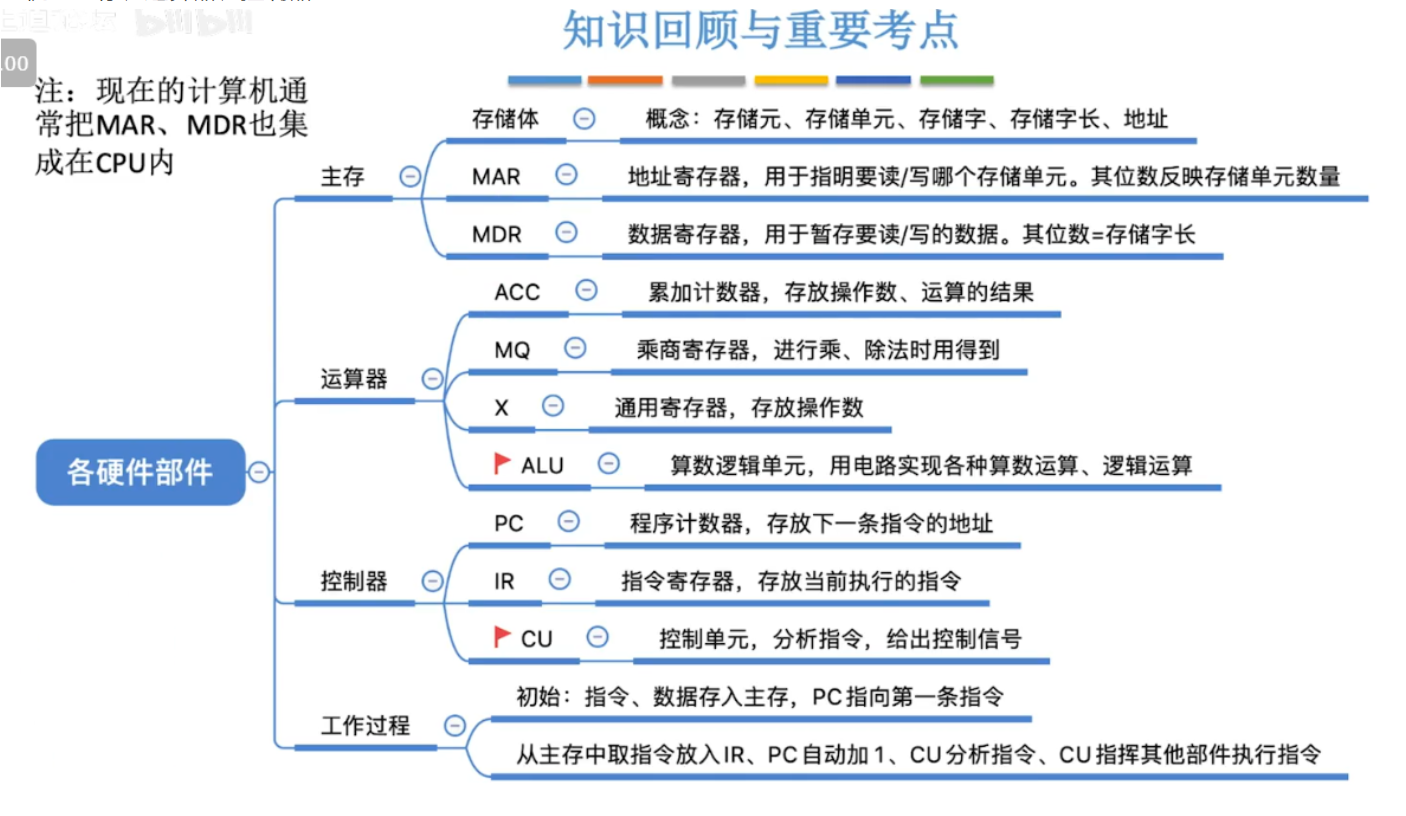 bilibili
知识回顾与重要考点
.00
注：现在的计算机通
常把MAR、MDR也集
成在CPU内
各硬件部件
主存
存储体
概念：存储元、存储单元、存储字、存储字长、地址
MAR
地址寄存器，用于指明要读/写哪个存储单元。其位数反映存储单元数量
MDR
数据寄存器，用于暂存要读/写的数据。其位数=存储字长
运算器
ACC
累加计数器，存放操作数、运算的结果
MQ
乘商寄存器，进行乘、除法时用得到
X
通用寄存器，存放操作数
ALU
算数逻辑单元，用电路实现各种算数运算、逻辑运算
控制器
PC
程序计数器，存放下一条指令的地址
IR
指令寄存器，存放当前执行的指令
CU
控制单元，分析指令，给出控制信号
工作过程
初始：指令、数据存入主存，PC指向第一条指令
从主存中取指令放入IR、PC自动加1、CU分析指令、CU指挥其他部件执行指令